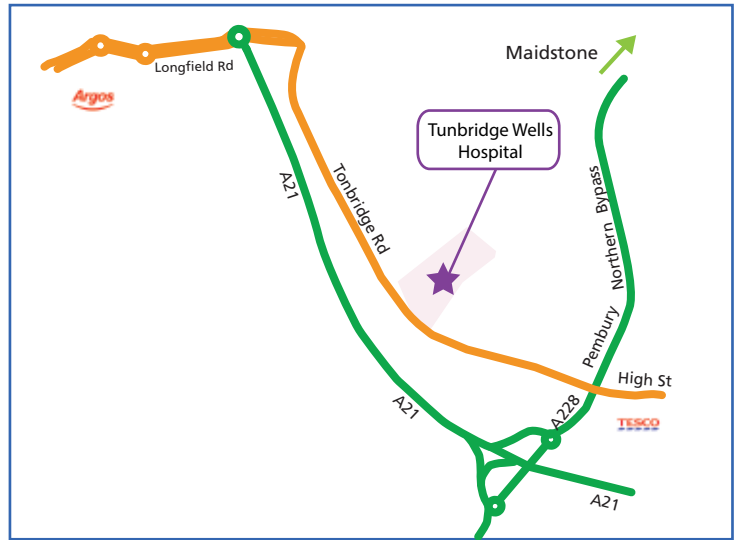 Longfield Rd
Argos
Maidstone
Tunbridge Wells
Hospital
A21
Tonbridge Rd
Pembury Northern Bypass
High St
A21
A228
TESCO
A21